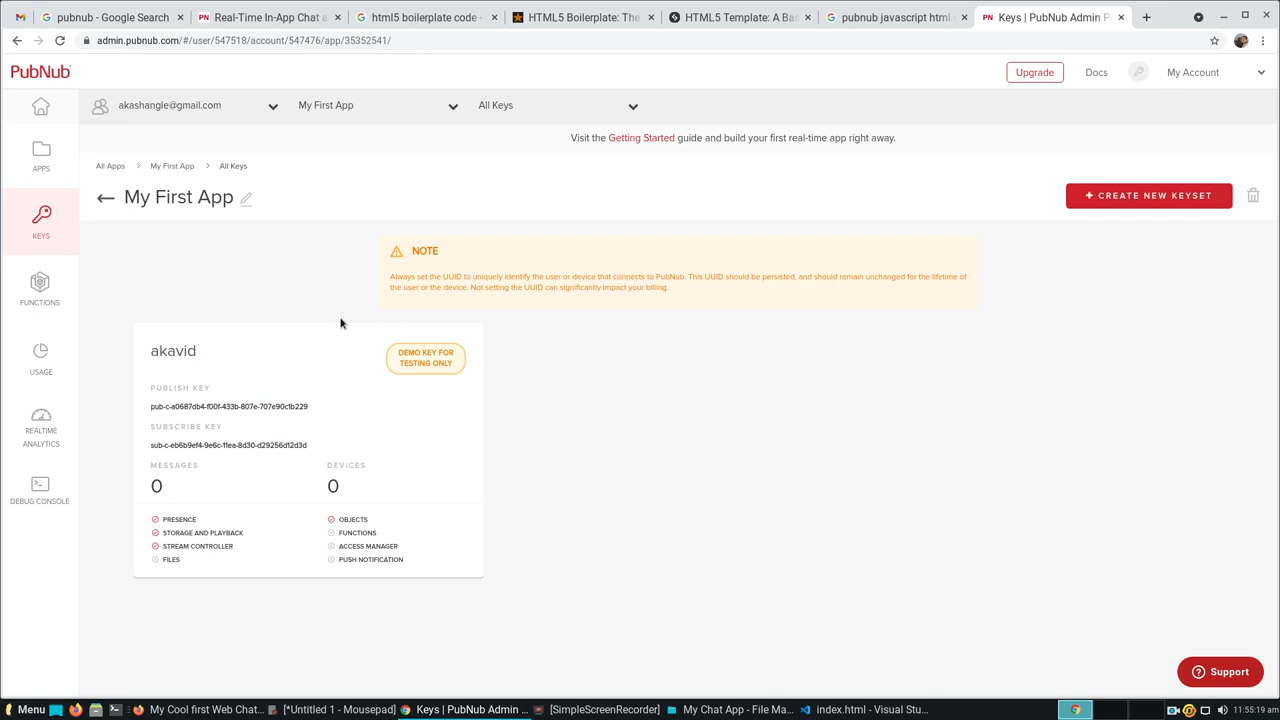 pubnub - Google Search
Real-Time In-App Chat a
html5 boilerplate code -
HTML5 Boilerplate: The
HTML5 Template: A Ba
pubnub javascript html
Keys | PubNub Admin P
admin.pubnub.com/#/user/547518/account/547476/app/35352541/
PubNub
Upgrade
Docs
My Account
akashangle@gmail.com
My First App
All Keys
Visit the Getting Started guide and build your first real-time app right away.
APPS
KEYS
FUNCTIONS
USAGE
REALTIME
ANALYTICS
DEBUG CONSOLE
All Apps > My First App > All Keys
My First App
+ CREATE NEW KEYSET
NOTE
Always set the UUID to uniquely identify the user or device that connects to PubNub. This UUID should be persisted, and should remain unchanged for the lifetime of
the user or the device. Not setting the UUID can significantly impact your billing.
akavid
DEMO KEY FOR
TESTING ONLY
PUBLISH KEY
pub-c-a0687db4-f00f-433b-807e-707e90c1b229
SUBSCRIBE KEY
sub-c-eb6b9ef4-9e6c-11ea-8d30-d29256d12d3d
MESSAGES
DEVICES
0
0
PRESENCE
OBJECTS
STORAGE AND PLAYBACK
FUNCTIONS
STREAM CONTROLLER
ACCESS MANAGER
FILES
PUSH NOTIFICATION
Support
Menu
My Cool first Web Chat...
[*Untitled 1 - Mousepad]
Keys | PubNub Admin ...
[SimpleScreenRecorder]
My Chat App - File Ma...
index.html - Visual Stu...
11:55:19 am